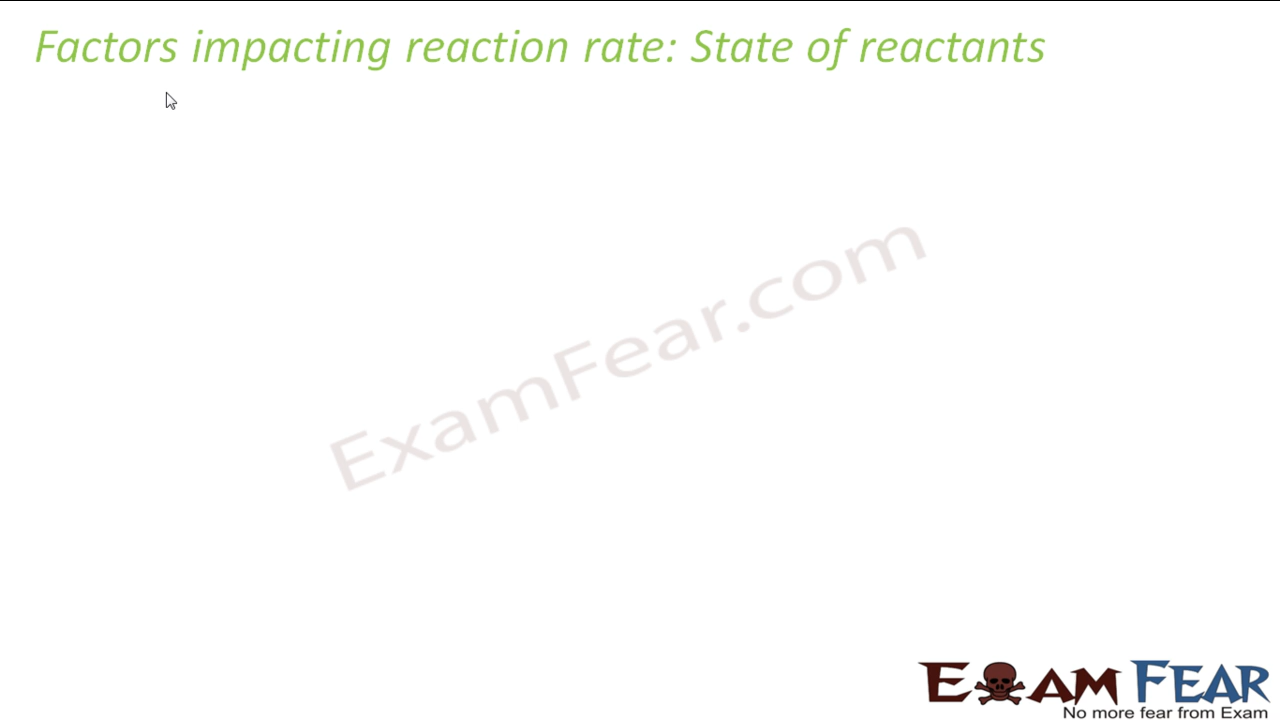 Factors impacting reaction rate: State of reactants
ExamFear.com
EXAM FEAR
No more fear from Exam